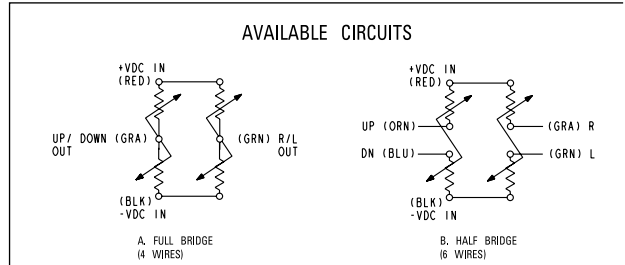 AVAILABLE CIRCUITS
+VDC IN
(RED)
UP/ DOWN (GRA)
OUT
(GRN) R/L
OUT
(BLK)
-VDC IN
A. FULL BRIDGE
(4 WIRES)
+VDC IN
(RED)
UP (ORN)
(GRA) R
DN (BLU)
(GRN) L
(BLK)
-VDC IN
B. HALF BRIDGE
(6 WIRES)